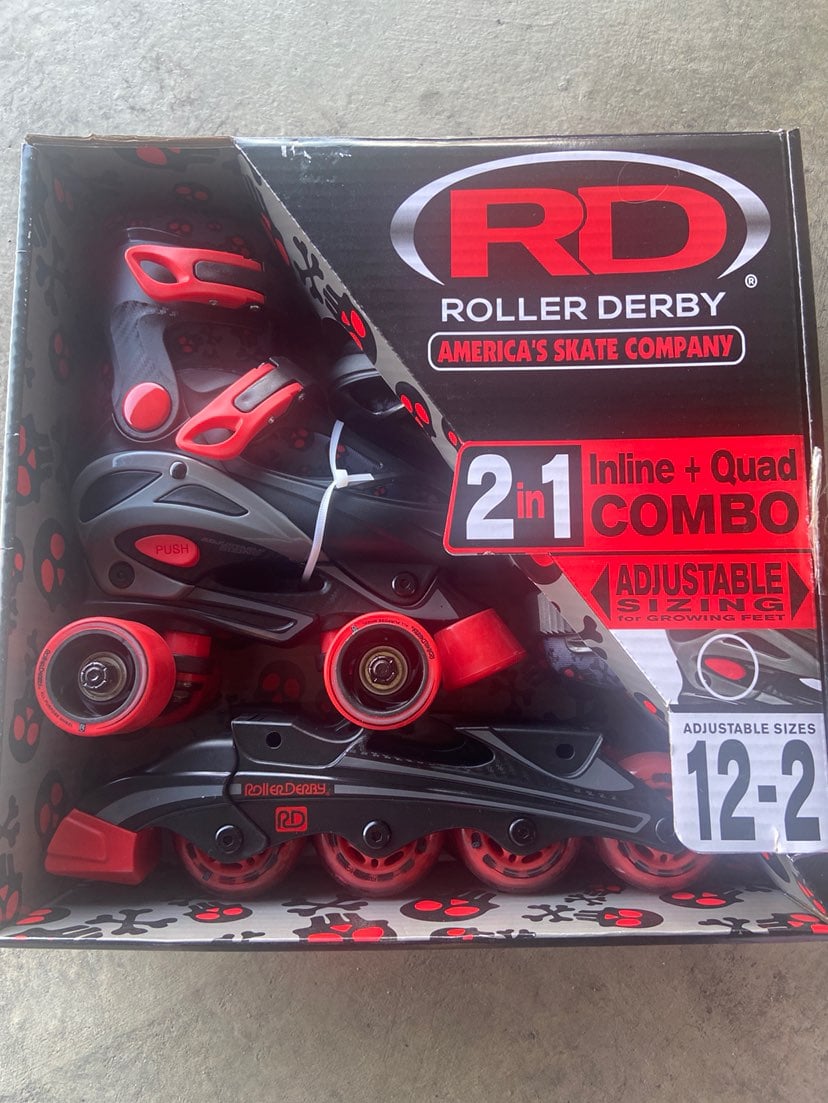 RD
®
ROLLER DERBY
AMERICA'S SKATE COMPANY
2in1
Inline + Quad
COMBO
ADJUSTABLE
SIZING
for GROWING FEET
PUSH
ADJUSTABLE SIZES
12-2
ROLLER DERBY
RD